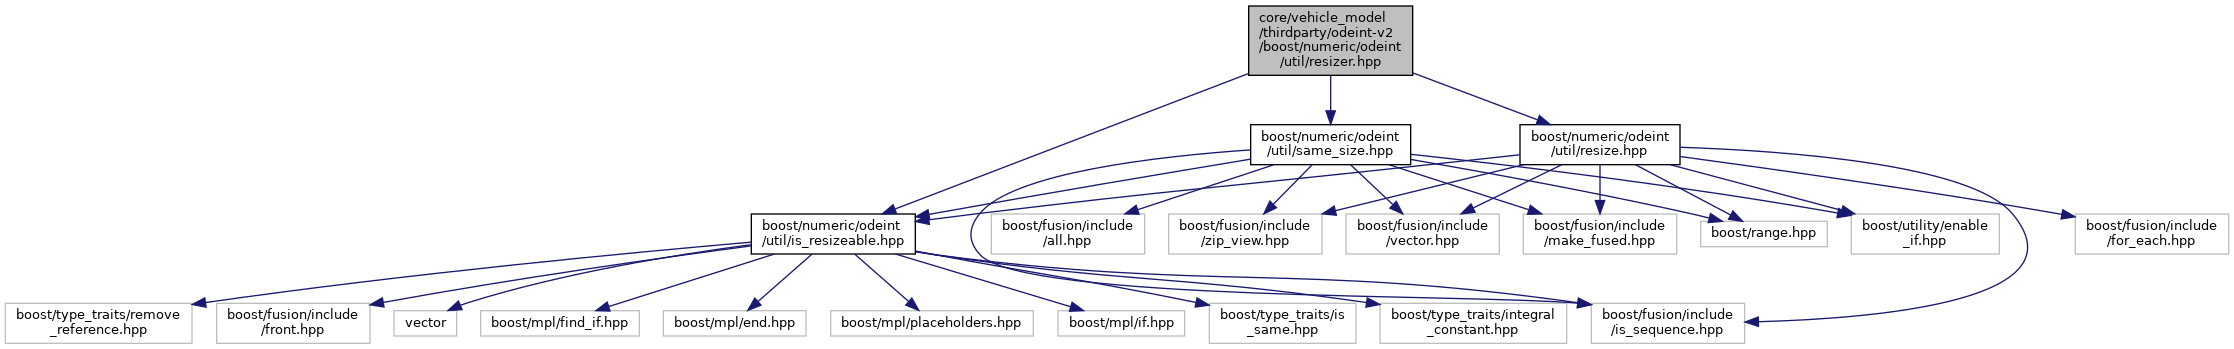 core/vehicle_model
/thirdparty/odeint-v2
/boost/numeric/odeint
/util/resizer.hpp
boost/numeric/odeint
/util/same_size.hpp
boost/numeric/odeint
/util/resize.hpp
boost/numeric/odeint
/util/is_resizeable.hpp
boost/fusion/include
/all.hpp
boost/fusion/include
/zip_view.hpp
boost/fusion/include
/vector.hpp
boost/fusion/include
/make_fused.hpp
boost/range.hpp
boost/utility/enable
_if.hpp
boost/fusion/include
/for_each.hpp
boost/type_traits/remove
_reference.hpp
boost/fusion/include
/front.hpp
vector
boost/mpl/find_if.hpp
boost/mpl/end.hpp
boost/mpl/placeholders.hpp
boost/mpl/if.hpp
boost/type_traits/is
_same.hpp
boost/type_traits/integral
_constant.hpp
boost/fusion/include
/is_sequence.hpp